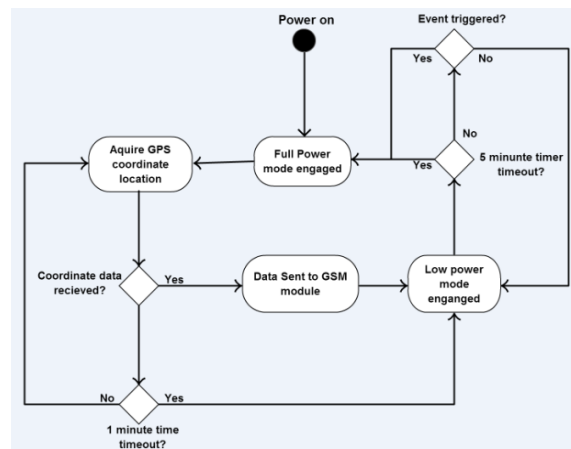 Power on
Event triggered?
Yes
No
Aquire GPS
coordinate
location
Full Power
mode engaged
No
Yes
5 minunte timer
timeout?
Coordinate data
recieved?
Yes
Data Sent to GSM
module
Low power
mode
enganged
No
Yes
1 minute time
timeout?